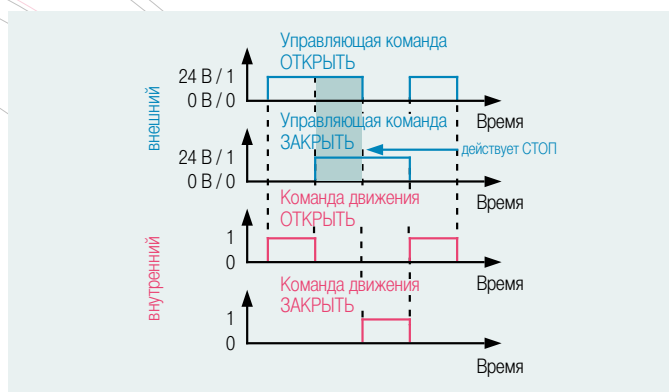 Управляющая команда
ОТКРЫТЬ
24 В / 1
0 В / 0
Время
внешний
Управляющая команда
ЗАКРЫТЬ
действует СТОП
24 В / 1
0 В / 0
Время
Команда движения
ОТКРЫТЬ
1
0
Время
внутренний
Команда движения
ЗАКРЫТЬ
1
0
Время